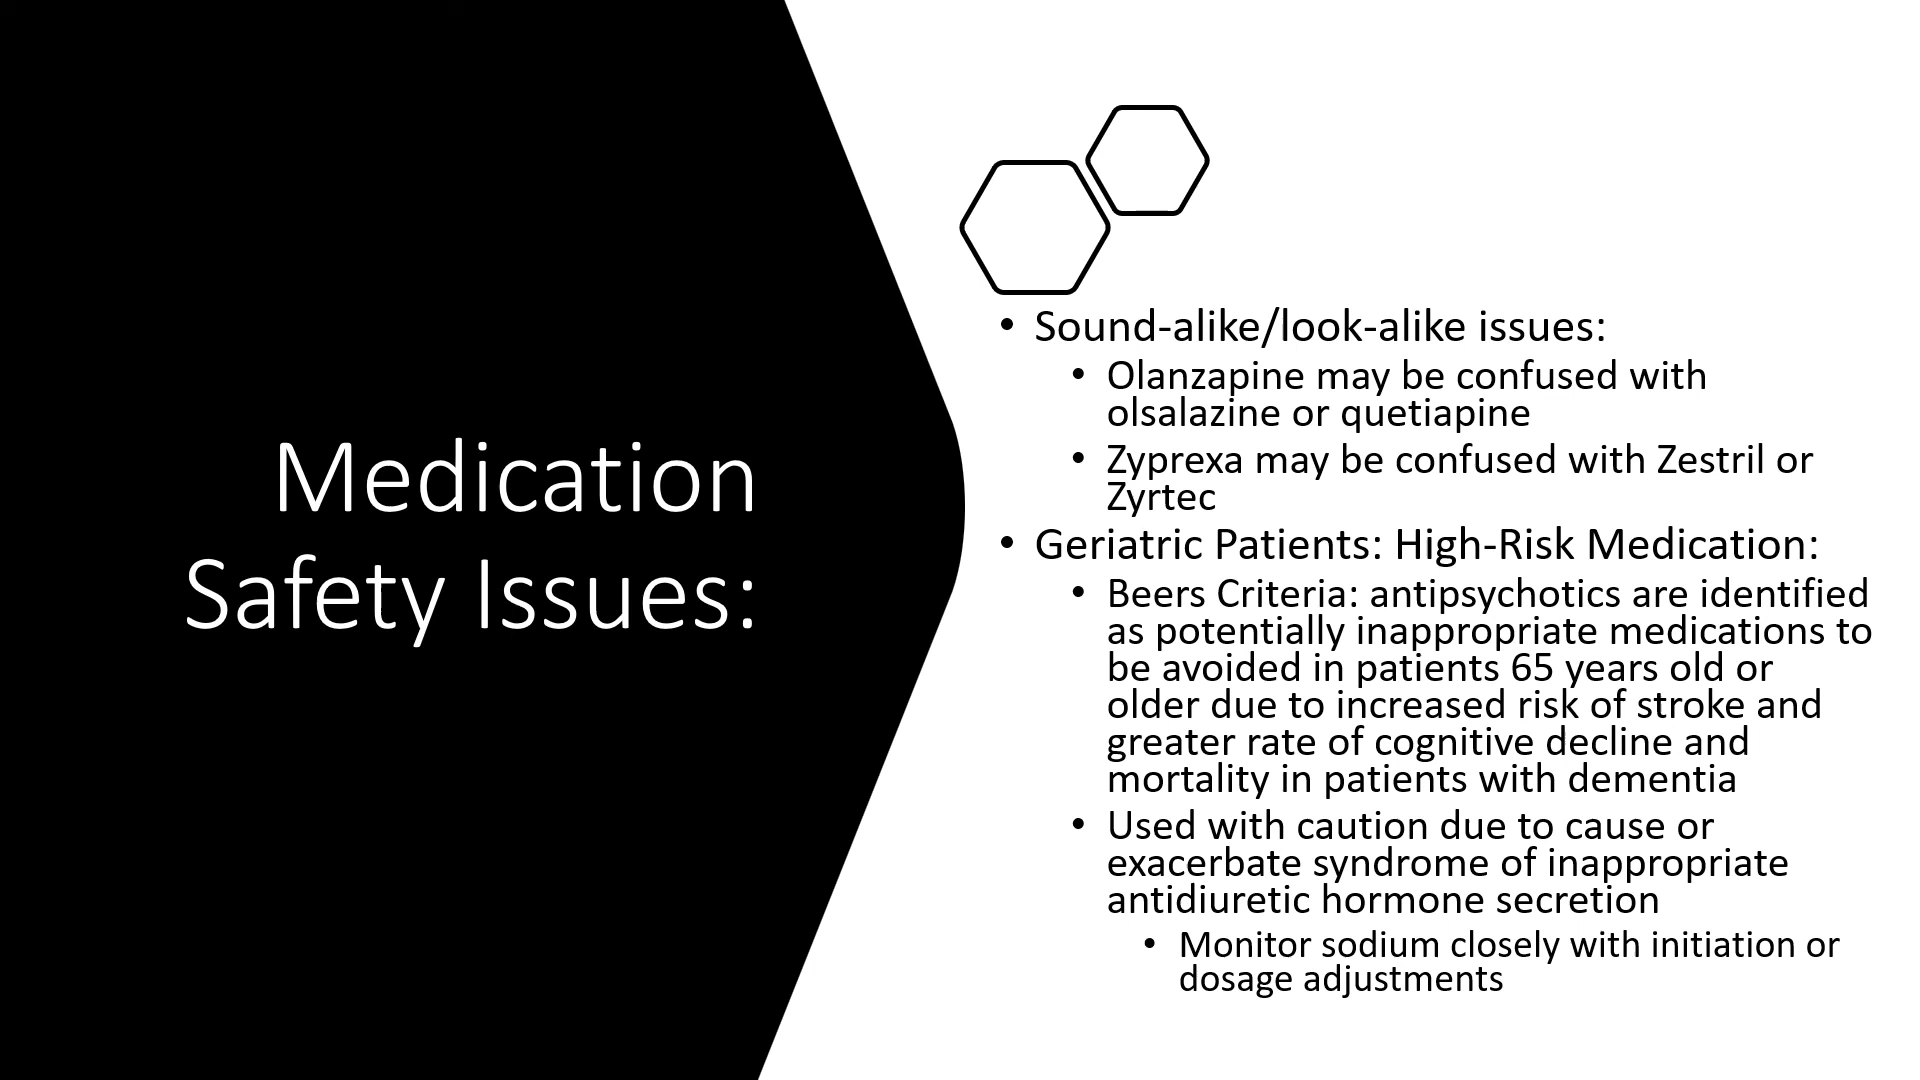 Medication
Safety Issues:
• Sound-alike/look-alike issues:
• Olanzapine may be confused with
olsalazine or quetiapine
• Zyprexa may be confused with Zestril or
Zyrtec
• Geriatric Patients: High-Risk Medication:
• Beers Criteria: antipsychotics are identified
as potentially inappropriate medications to
be avoided in patients 65 years old or
older due to increased risk of stroke and
greater rate of cognitive decline and
mortality in patients with dementia
• Used with caution due to cause or
exacerbate syndrome of inappropriate
antidiuretic hormone secretion
• Monitor sodium closely with initiation or
dosage adjustments